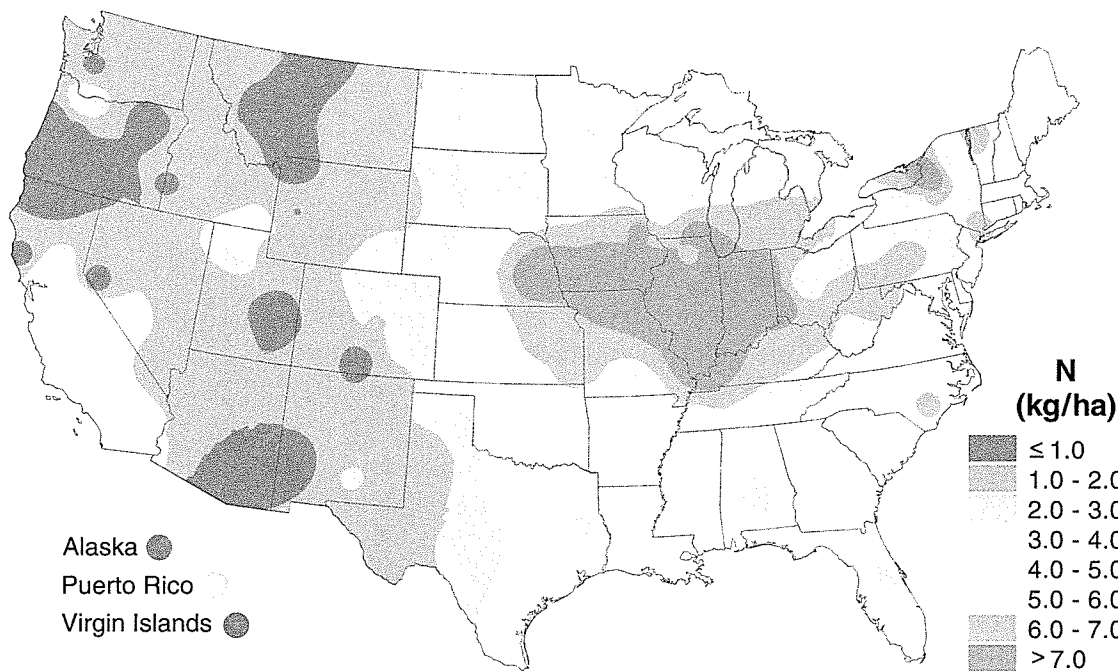 Alaska
Puerto Rico
Virgin Islands
N
(kg/ha)
≤ 1.0
1.0 - 2.0
2.0 - 3.0
3.0 - 4.0
4.0 - 5.0
5.0 - 6.0
6.0 - 7.0
> 7.0